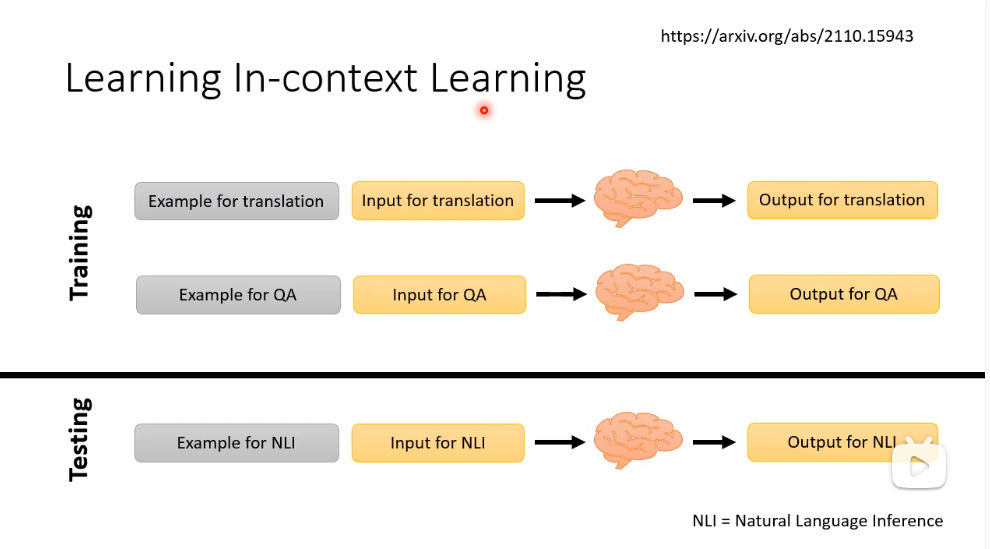 https://arxiv.org/abs/2110.15943
Learning In-context Learning
Training
Example for translation
Input for translation
Output for translation
Example for QA
Input for QA
Output for QA
Testing
Example for NLI
Input for NLI
Output for NLI
NLI = Natural Language Inference